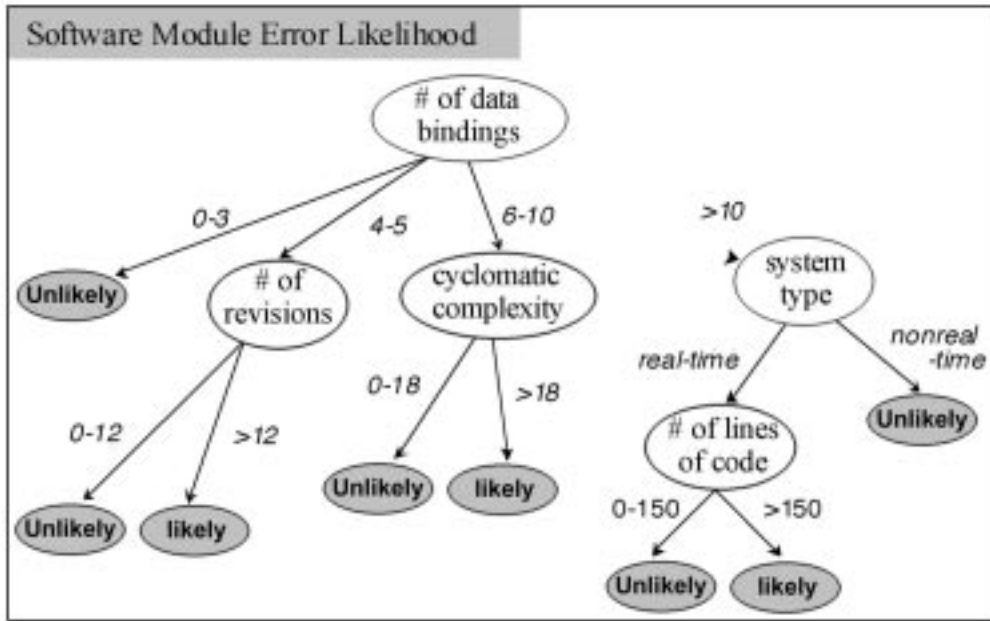 Software Module Error Likelihood
# of data
bindings
0-3
4-5
6-10
>10
Unlikely
# of
revisions
cyclomatic
complexity
system
type
0-12
>12
0-18
>18
real-time
nonreal
-time
Unlikely
likely
Unlikely
likely
# of lines
of code
Unlikely
0-150
>150
Unlikely
likely